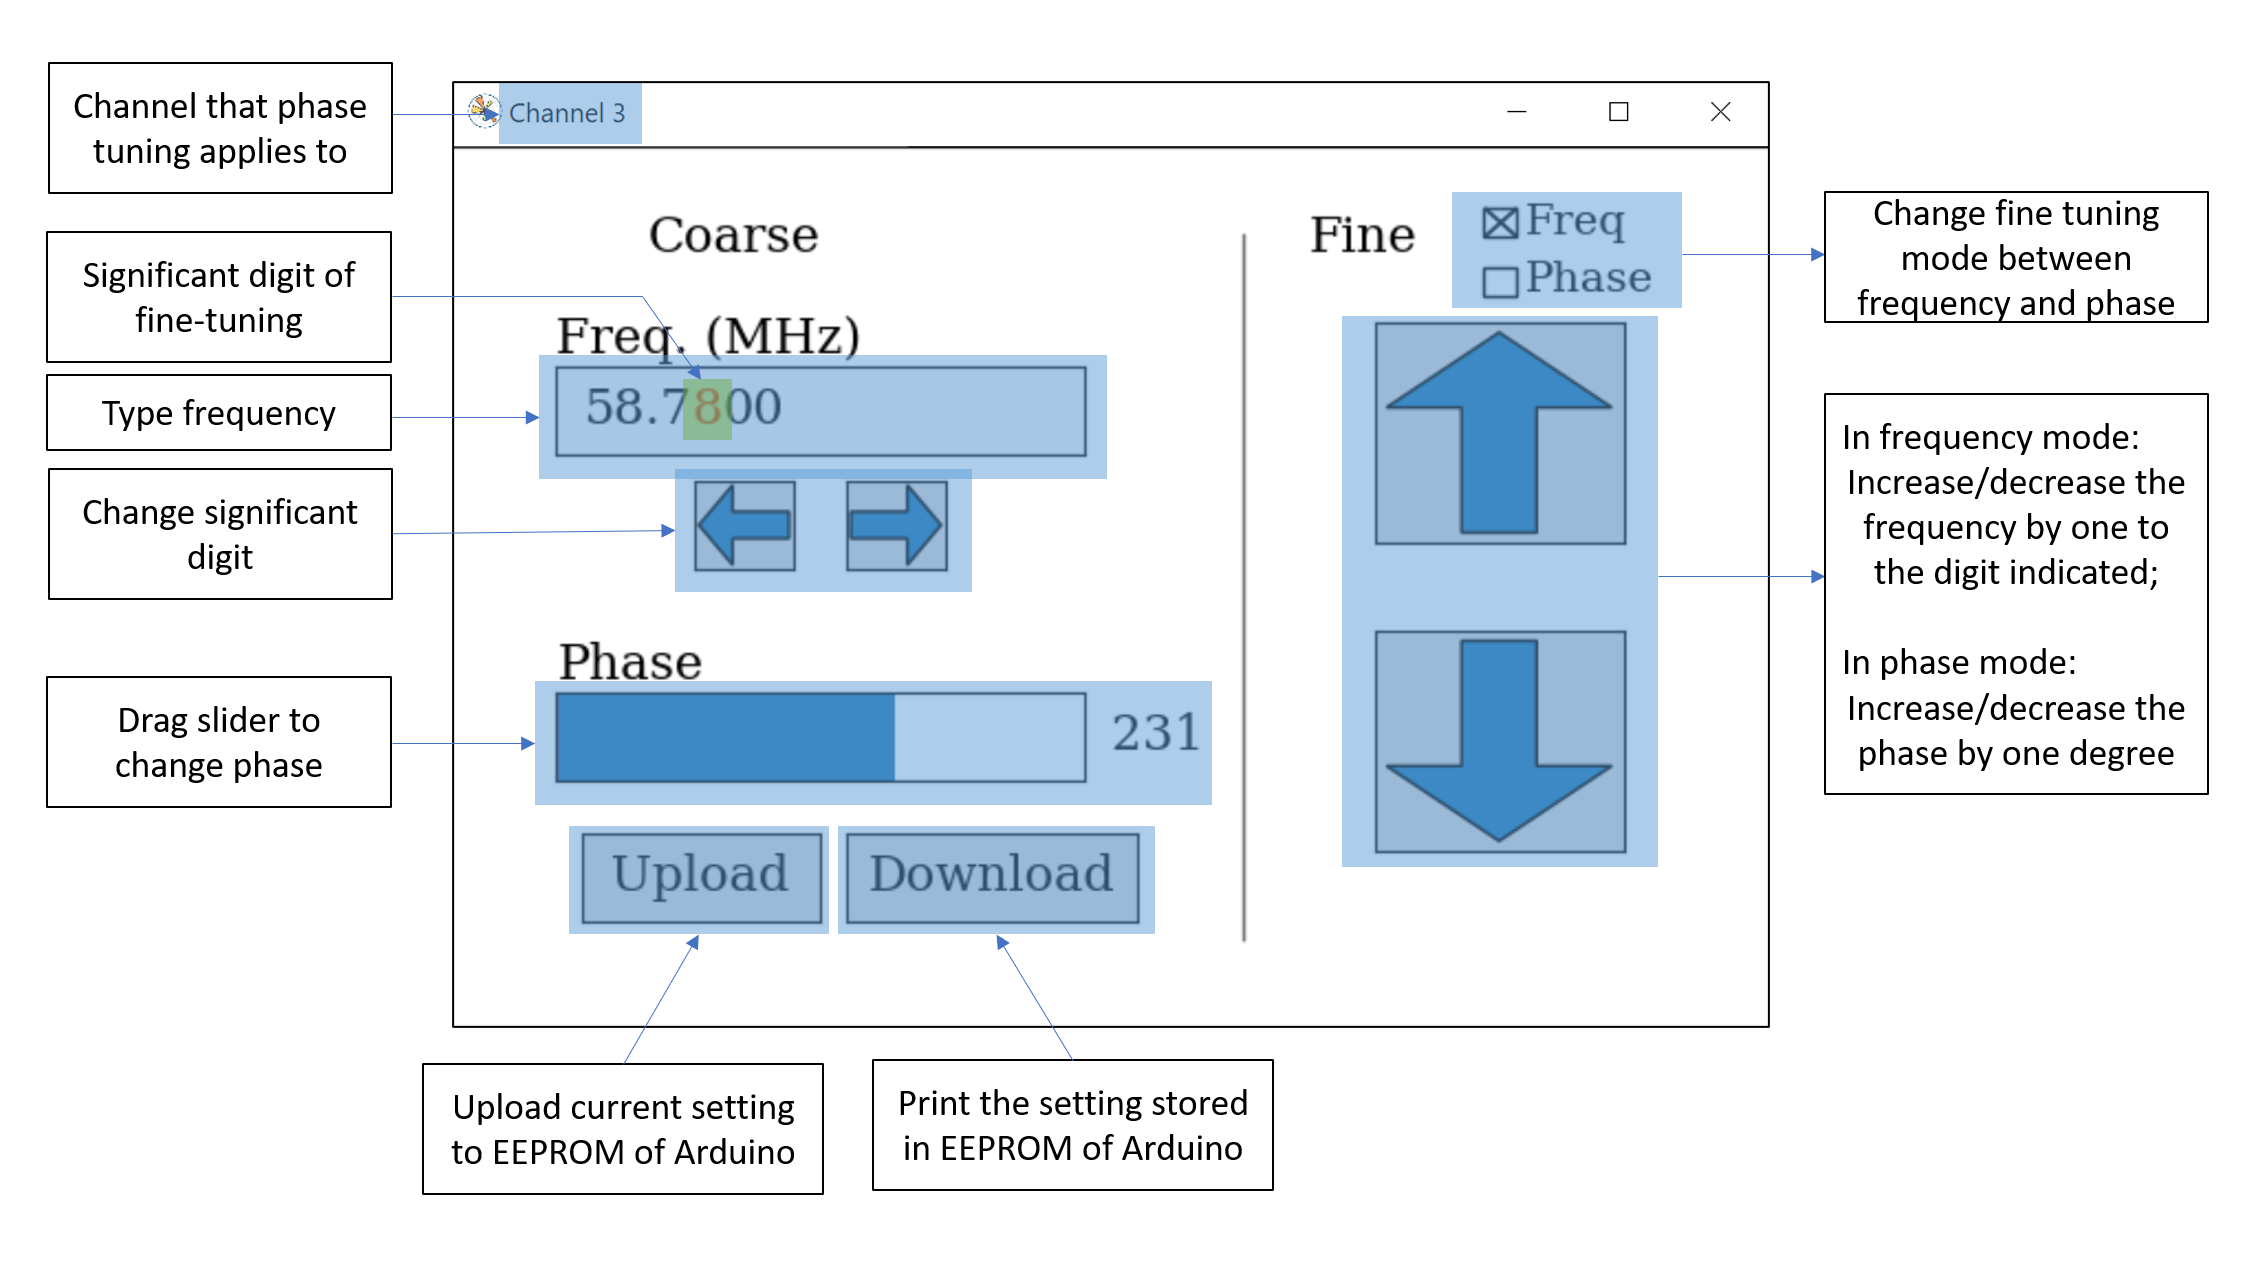 Channel that phase
tuning applies to
Significant digit of
fine-tuning
Type frequency
Change significant
digit
Drag slider to
change phase
Channel 3
Coarse
Freq. (MHz)
58.7800
Phase
231
Upload
Download
Fine
Freq
Phase
Change fine tuning
mode between
frequency and phase
In frequency mode:
Increase/decrease the
frequency by one to
the digit indicated;
In phase mode:
Increase/decrease the
phase by one degree
Upload current setting
to EEPROM of Arduino
Print the setting stored
in EEPROM of Arduino